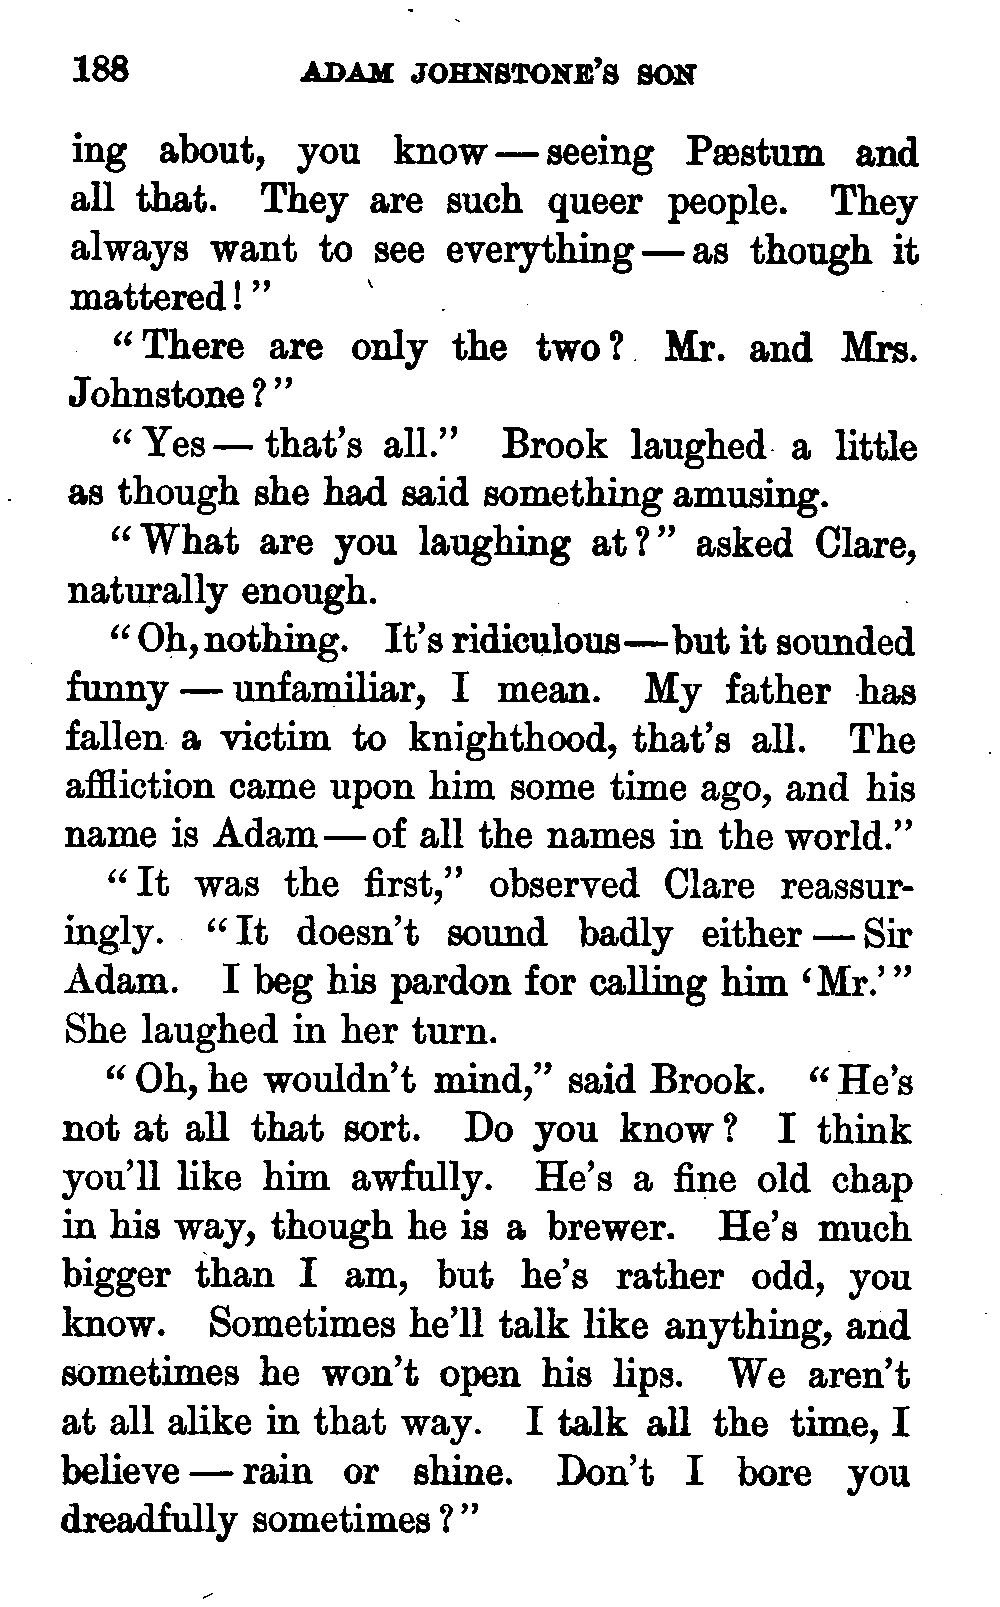 188 ADAM JOHNSTONE'S SON
ing about, you know — seeing Pæstum and
all that. They are such queer people. They
always want to see everything — as though it
mattered! "
" There are only the two? Mr. and Mrs.
Johnstone? "
" Yes — that's all." Brook laughed a little
as though she had said something amusing.
" What are you laughing at? " asked Clare,
naturally enough.
" Oh, nothing. It's ridiculous — but it sounded
funny — unfamiliar, I mean. My father has
fallen a victim to knighthood, that's all. The
affliction came upon him some time ago, and his
name is Adam — of all the names in the world."
" It was the first," observed Clare reassur-
ingly. " It doesn't sound badly either — Sir
Adam. I beg his pardon for calling him ' Mr.' "
She laughed in her turn.
" Oh, he wouldn't mind," said Brook. " He's
not at all that sort. Do you know? I think
you'll like him awfully. He's a fine old chap
in his way, though he is a brewer. He's much
bigger than I am, but he's rather odd, you
know. Sometimes he'll talk like anything, and
sometimes he won't open his lips. We aren't
at all alike in that way. I talk all the time, I
believe — rain or shine. Don't I bore you
dreadfully sometimes? "